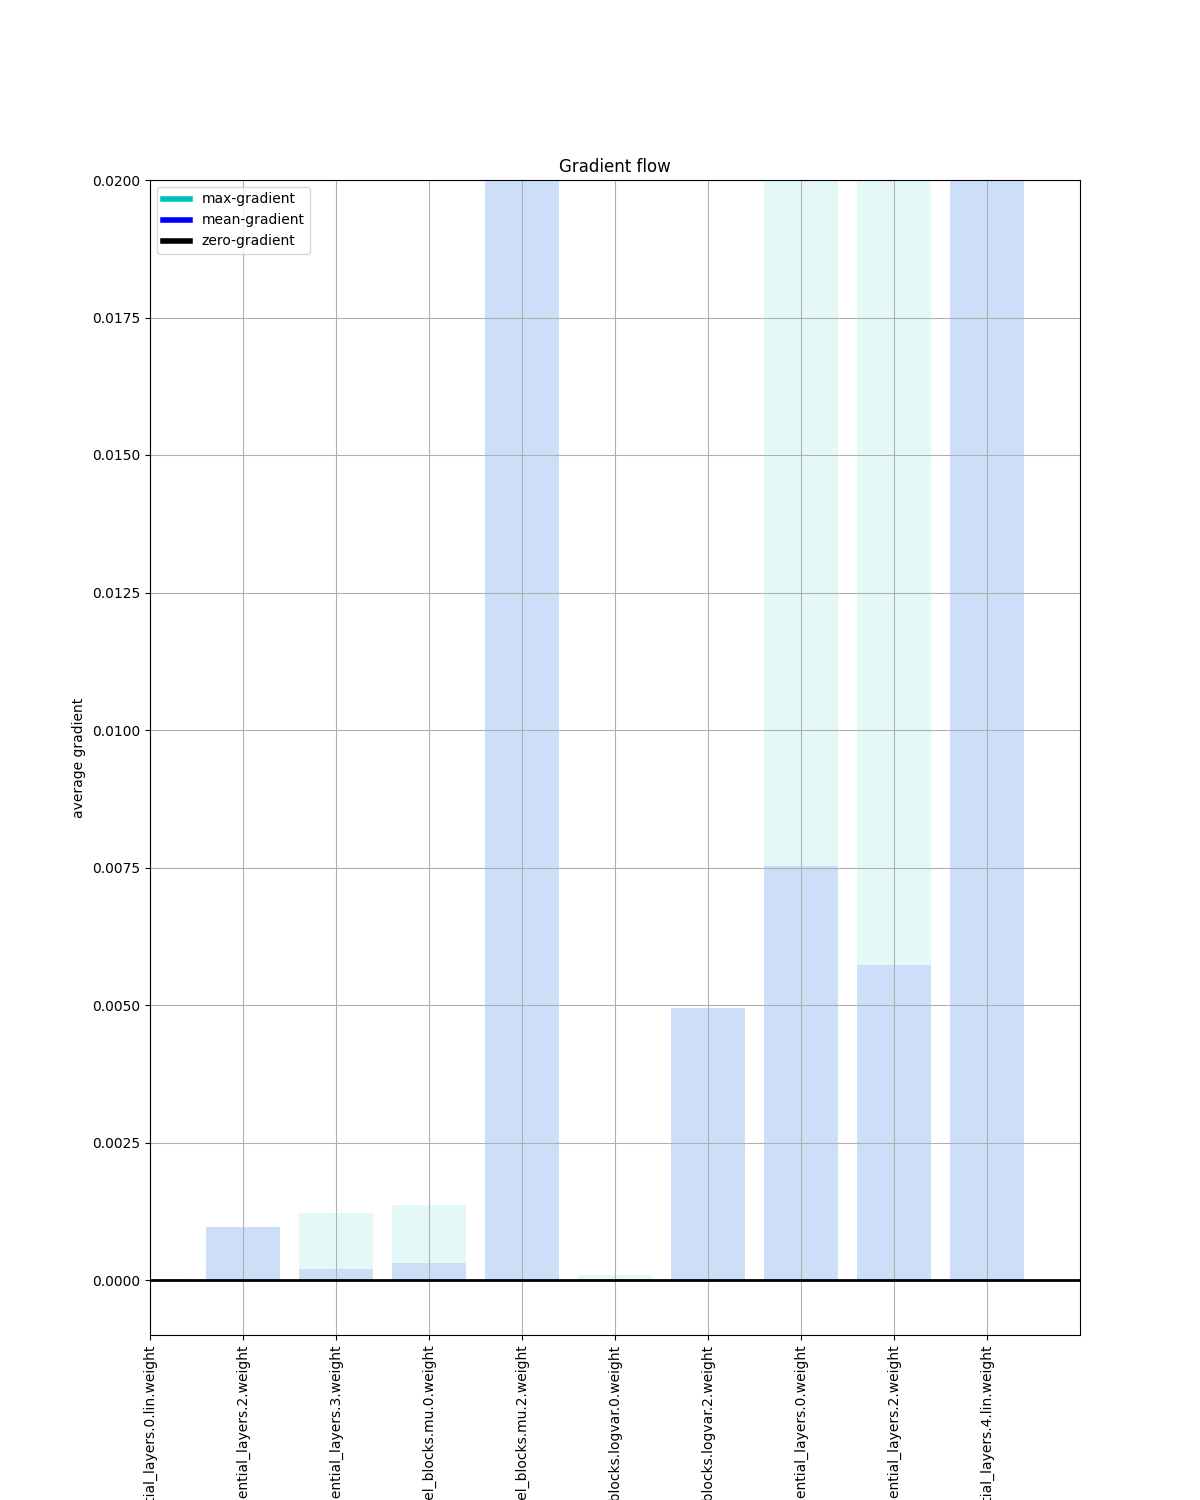 Gradient flow
max-gradient
mean-gradient
zero-gradient
0.0200
0.0175
0.0150
0.0125
0.0100
0.0075
0.0050
0.0025
0.0000
average gradient
tial_layers.0.lin.weight
ential_layers.2.weight
ential_layers.3.weight
el_blocks.mu.0.weight
el_blocks.mu.2.weight
blocks.logvar.0.weight
blocks.logvar.2.weight
ential_layers.0.weight
ential_layers.2.weight
tial_layers.4.lin.weight